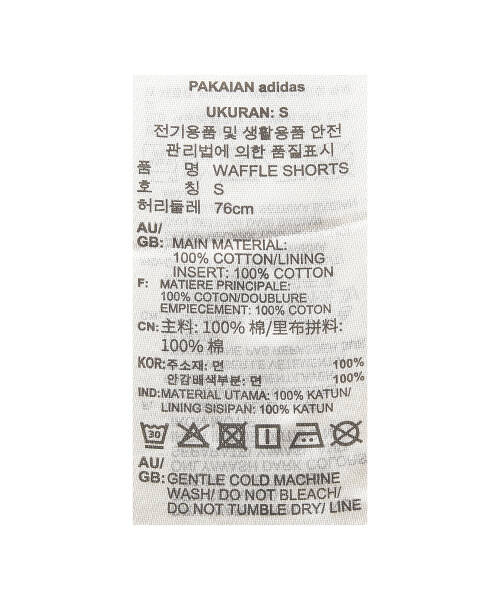 PAKAIAN adidas
UKURAN: S
전기용품 및 생활용품 안전
관리법에 의한 품질표시
품 명 WAFFLE SHORTS
호 칭 S
허리둘레 76cm
AU/
GB: MAIN MATERIAL:
100% COTTON/LINING
INSERT: 100% COTTON
F: MATIERE PRINCIPALE:
100% COTON/DOUBLURE
EMPIECEMENT: 100% COTON
CN: 主料: 100% 棉/里布拼料:
100% 棉
KOR: 주소재: 면 100%
안감배색부분: 면 100%
IND: MATERIAL UTAMA: 100% KATUN/
LINING SISIPAN: 100% KATUN
30
AU/
GB: GENTLE COLD MACHINE
WASH/ DO NOT BLEACH/
DO NOT TUMBLE DRY/ LINE